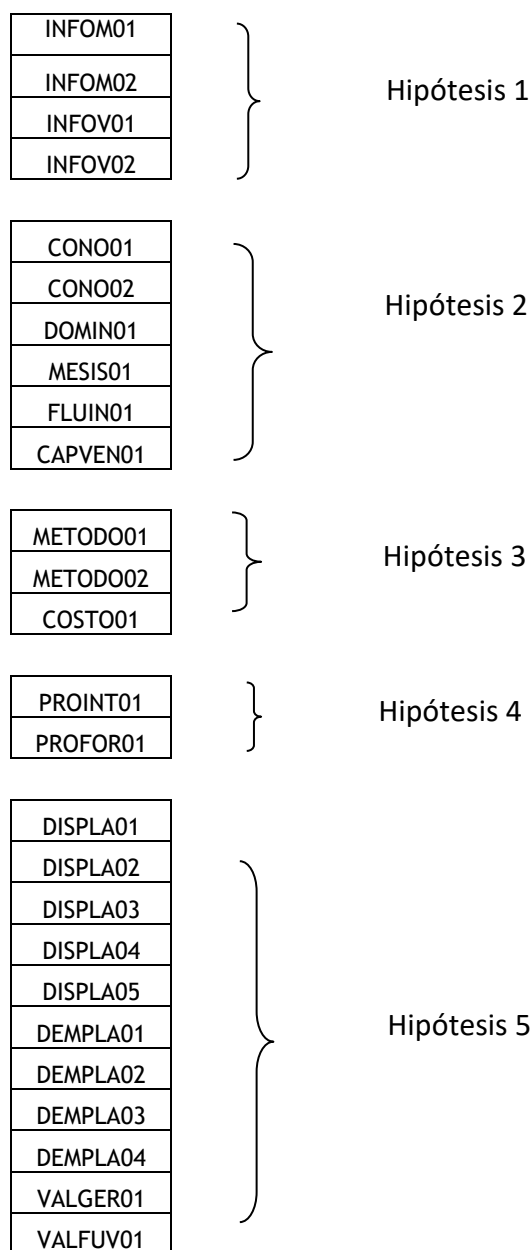 INFOM01
INFOM02
INFOV01
INFOV02
Hipótesis 1
CONO01
CONO02
DOMIN01
MESIS01
FLUIN01
CAPVEN01
Hipótesis 2
METODO01
METODO02
COSTO01
Hipótesis 3
PROINT01
PROFOR01
Hipótesis 4
DISPLA01
DISPLA02
DISPLA03
DISPLA04
DISPLA05
DEMPLA01
DEMPLA02
DEMPLA03
DEMPLA04
VALGER01
VALFUV01
Hipótesis 5